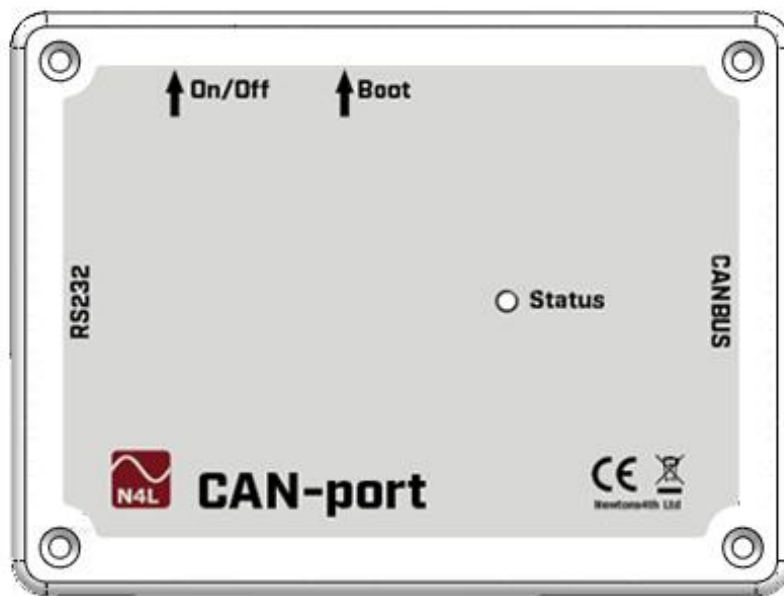 On/Off
Boot
RS232
Status
CANBUS
N4L
CAN-port
CE
Newtons4th Ltd